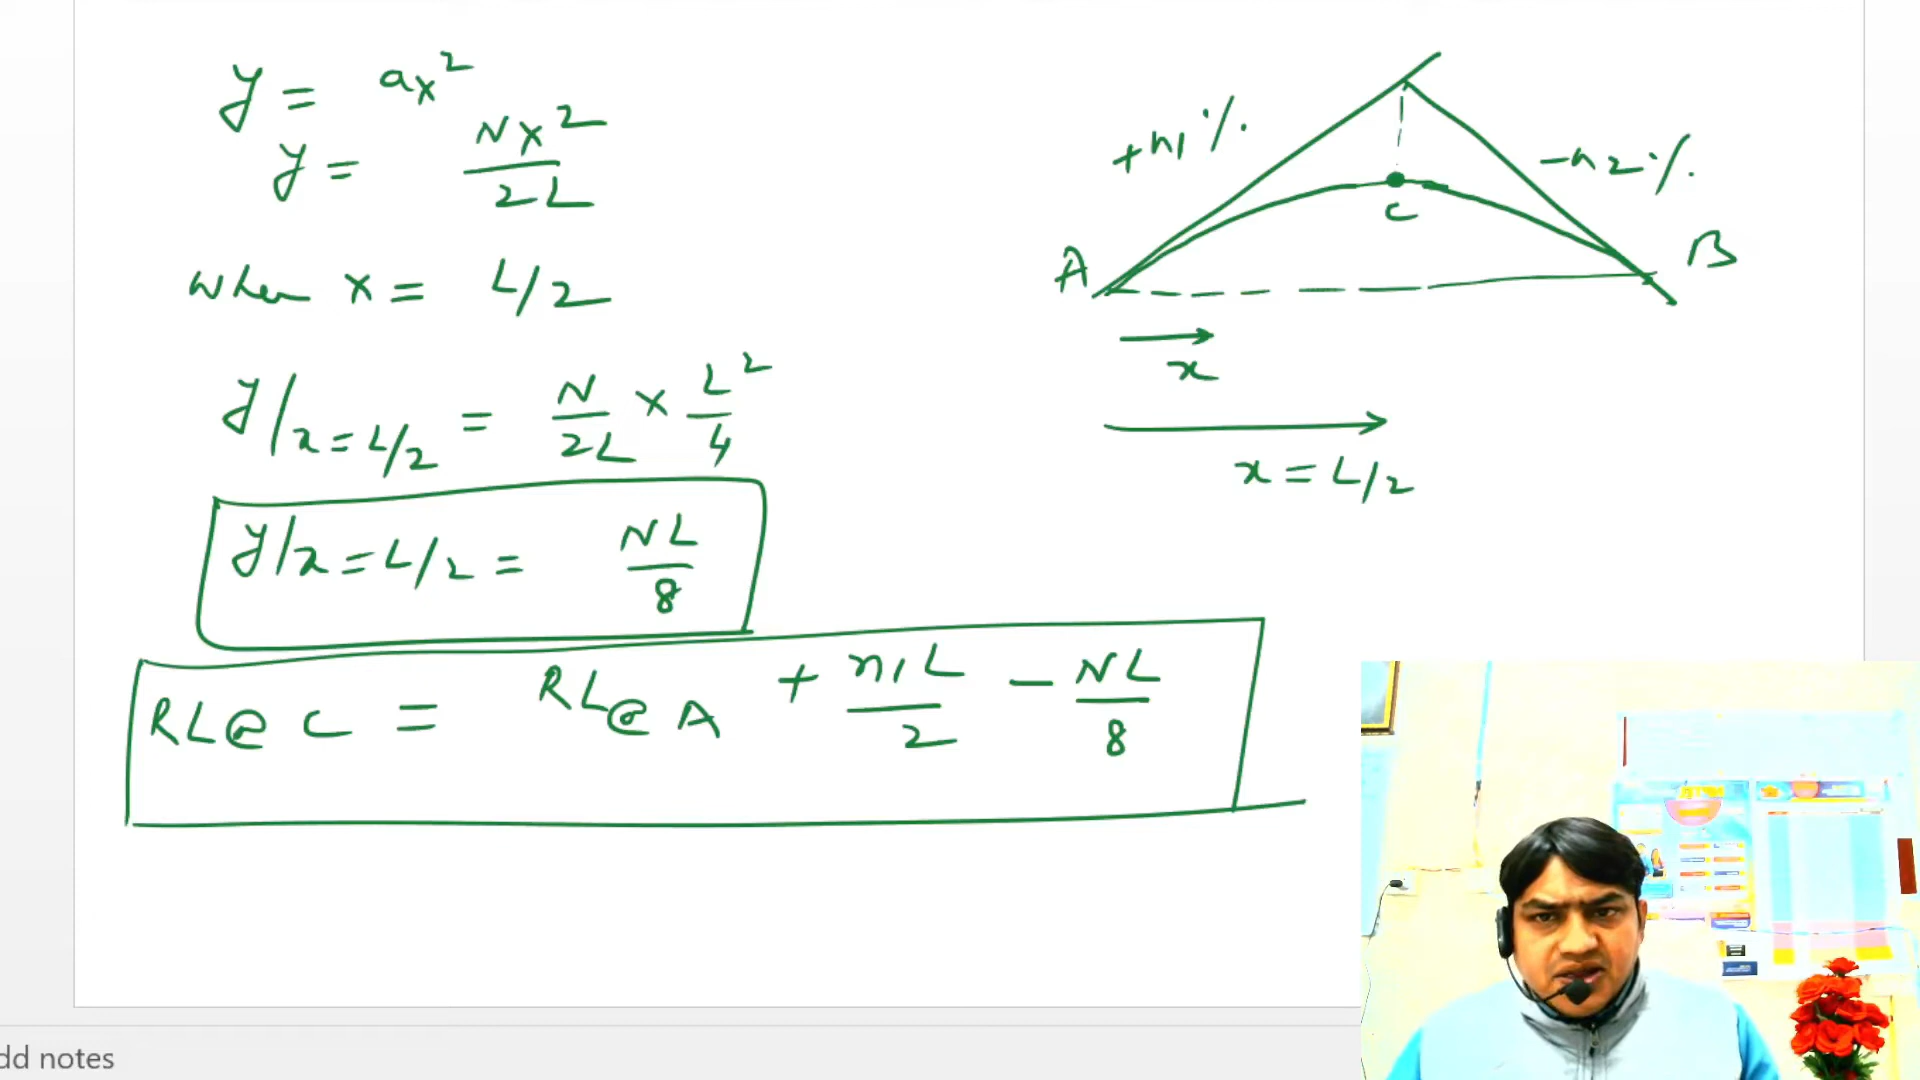 y = ax²
y = Nx²/2L
when x = L/2
y/x=L/2 = N/2L × L²/4
y/x=L/2 = NL/8
RL@ C = RL@ A + n1L/2 - NL/8
+n1%
-n2%
C
A
B
x
x = L/2
dd notes